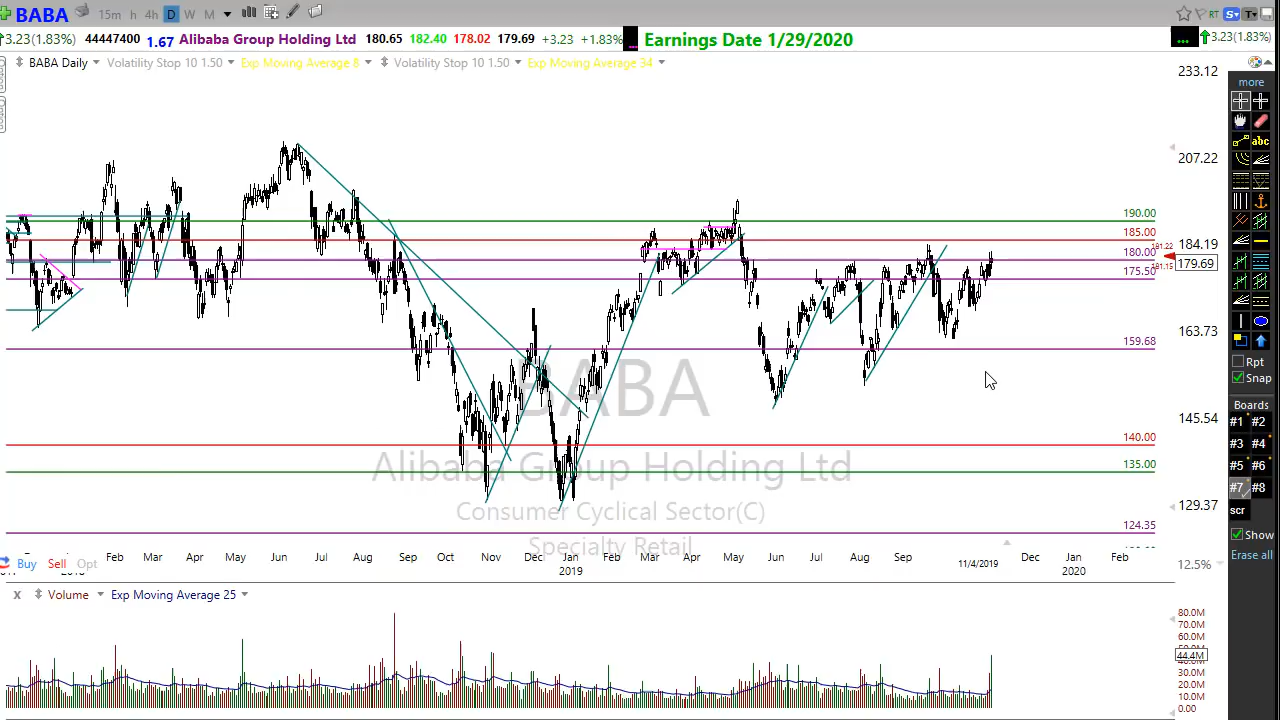 BABA 15m h 4h D W M S T
3.23(1.83%) 44447400 1.67 Alibaba Group Holding Ltd 180.65 182.40 178.02 179.69 +3.23 +1.83% ... Earnings Date 1/29/2020 ... 3.23(1.83%)
BABA Daily Volatility Stop 10 1.50 Exp Moving Average 8 Volatility Stop 10 1.50 Exp Moving Average 34
233.12
more
abc
207.22
190.00
185.00
184.19
181.22
180.00
179.69
181.15
175.50
163.73
159.68
Rpt
Snap
BABA
Boards
145.54
#1 #2
140.00
#3 #4
Alibaba Group Holding Ltd
135.00
#5 #6
#7 #8
129.37
Consumer Cyclical Sector(C)
scr
124.35
Show
Specialty Retail
Erase all
Feb Mar Apr May Jun Jul Aug Sep Oct Nov Dec Feb Mar Apr May Jun Jul Aug Sep 11/4/2019 Dec Jan Feb
Buy Sell Opt
12.5%
2019 2020
x Volume Exp Moving Average 25
80.0M
70.0M
60.0M
44.4M
30.0M
20.0M
10.0M
0.00